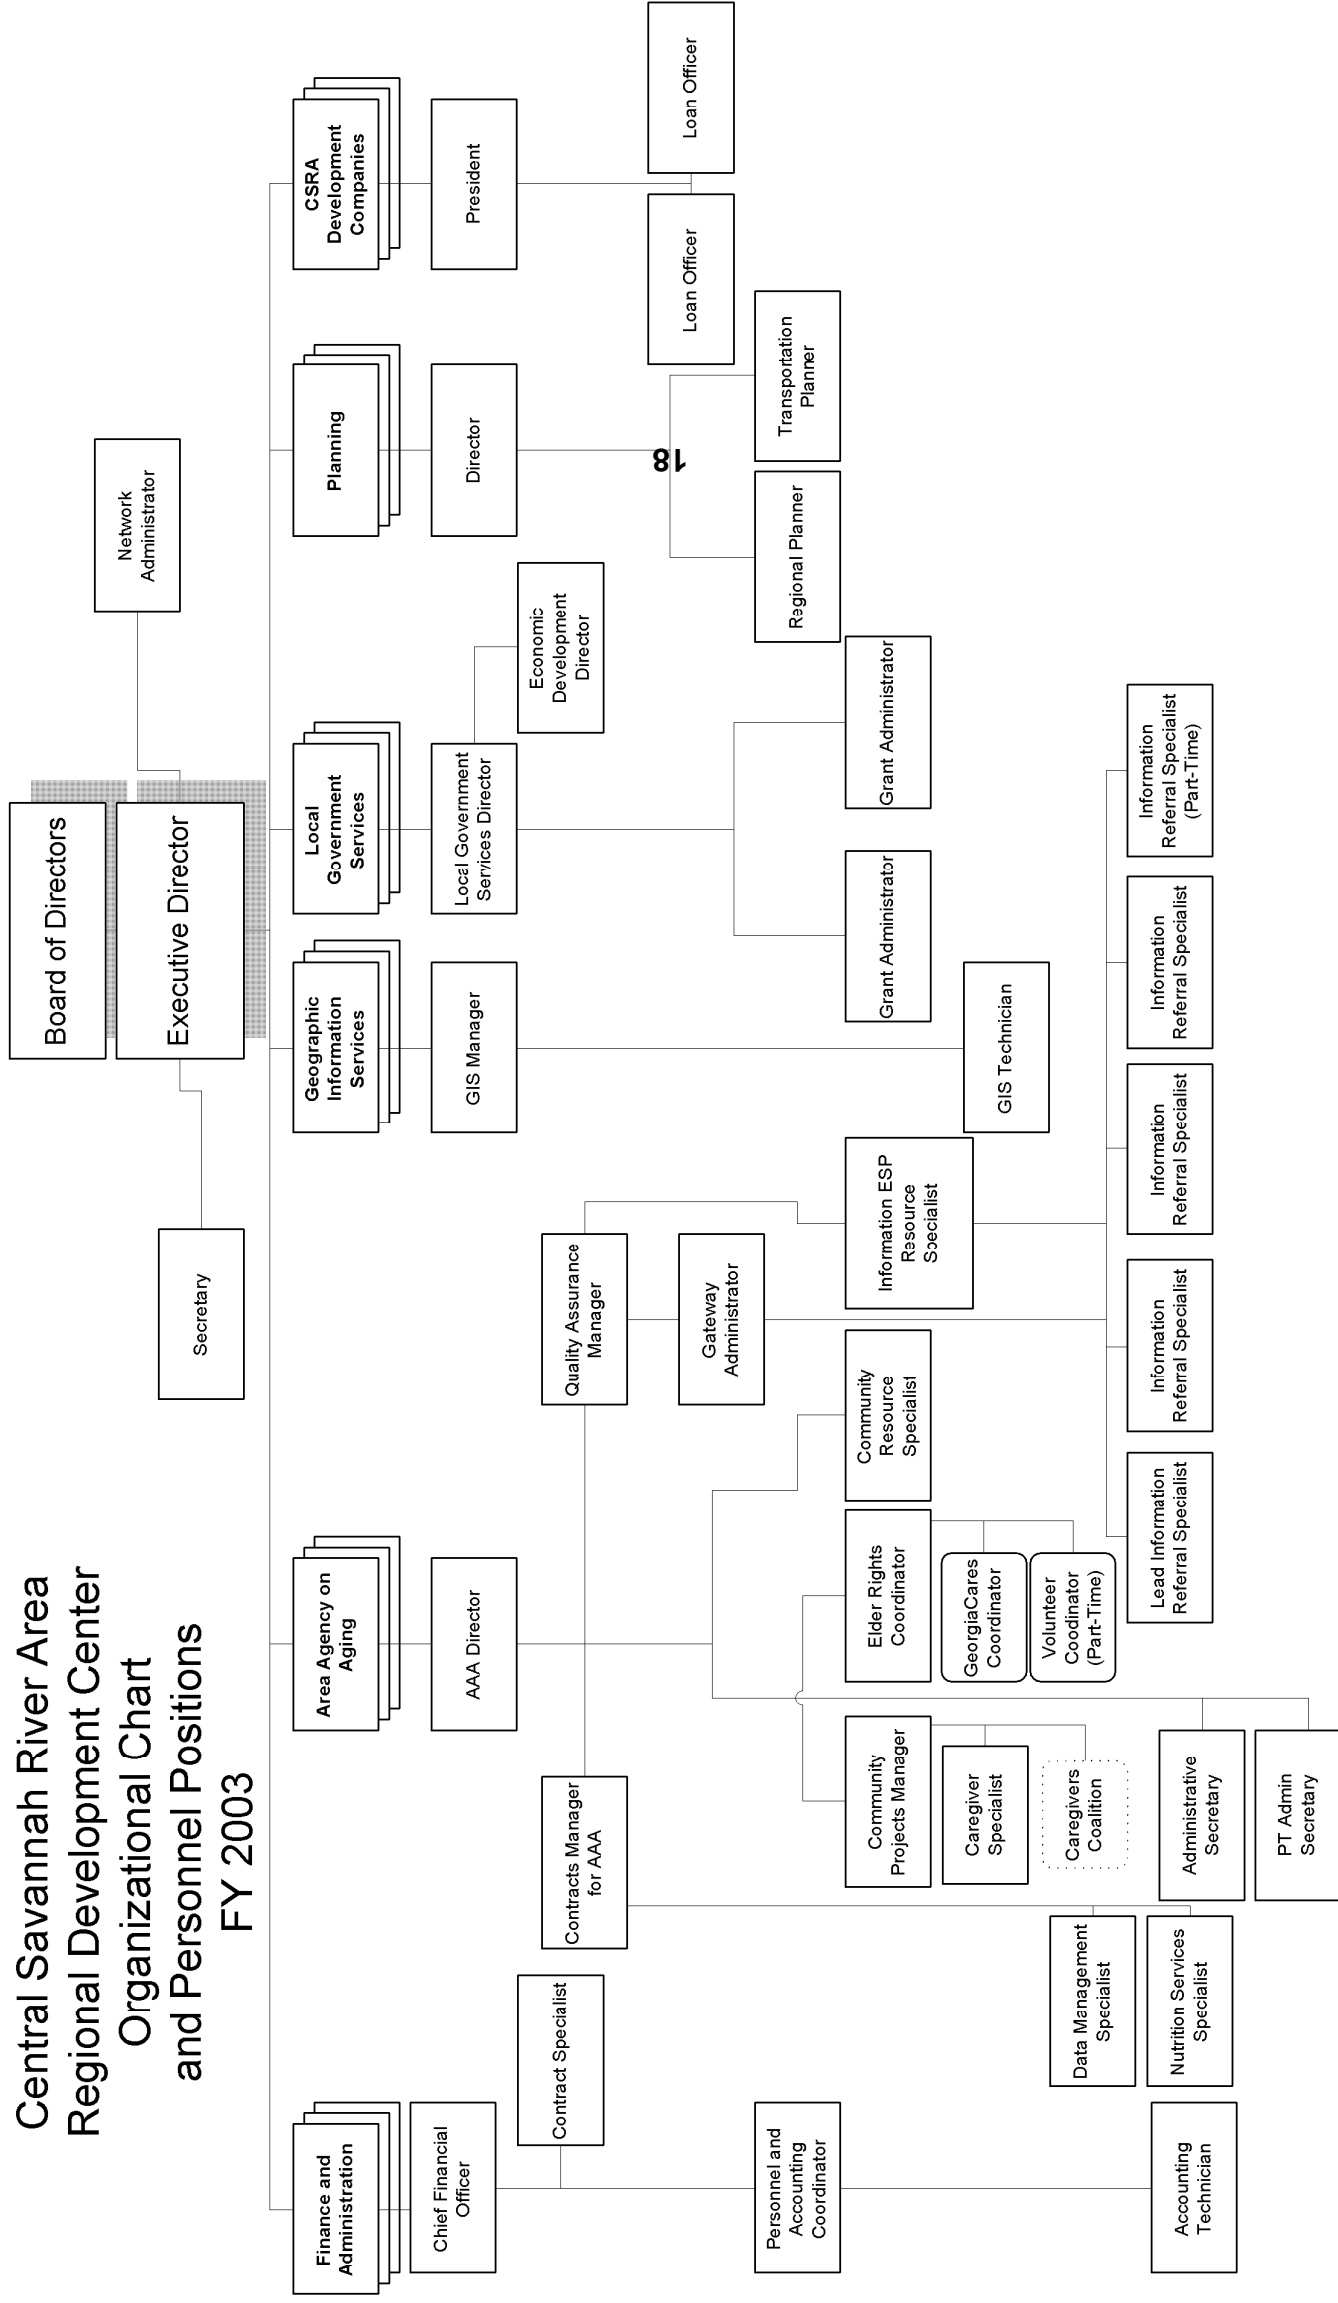 Central Savannah River Area
Regional Development Center
Organizational Chart
and Personnel Positions
FY 2003
Board of Directors
Executive Director
Secretary
Network
Administrator
Finance and
Administration
Area Agency on
Aging
Geographic
Information
Services
Local
Government
Services
Planning
CSRA
Development
Companies
Chief Financial
Officer
AAA Director
GIS Manager
Local Government
Services Director
Director
President
Contract Specialist
Contracts Manager
for AAA
Quality Assurance
Manager
Economic
Development
Director
Gateway
Administrator
Loan Officer
Loan Officer
18
Personnel and
Accounting
Coordinator
Regional Planner
Transportation
Planner
Community
Projects Manager
Elder Rights
Coordinator
Community
Resource
Specialist
Information ESP
Resource
Specialist
Grant Administrator
Grant Administrator
Caregiver
Specialist
GeorgiaCares
Coordinator
GIS Technician
Caregivers
Coalition
Volunteer
Coodinator
(Part-Time)
Data Management
Specialist
Nutrition Services
Specialist
Lead Information
Referral Specialist
Information
Referral Specialist
Information
Referral Specialist
Information
Referral Specialist
Information
Referral Specialist
(Part-Time)
Accounting
Technician
Administrative
Secretary
PT Admin
Secretary